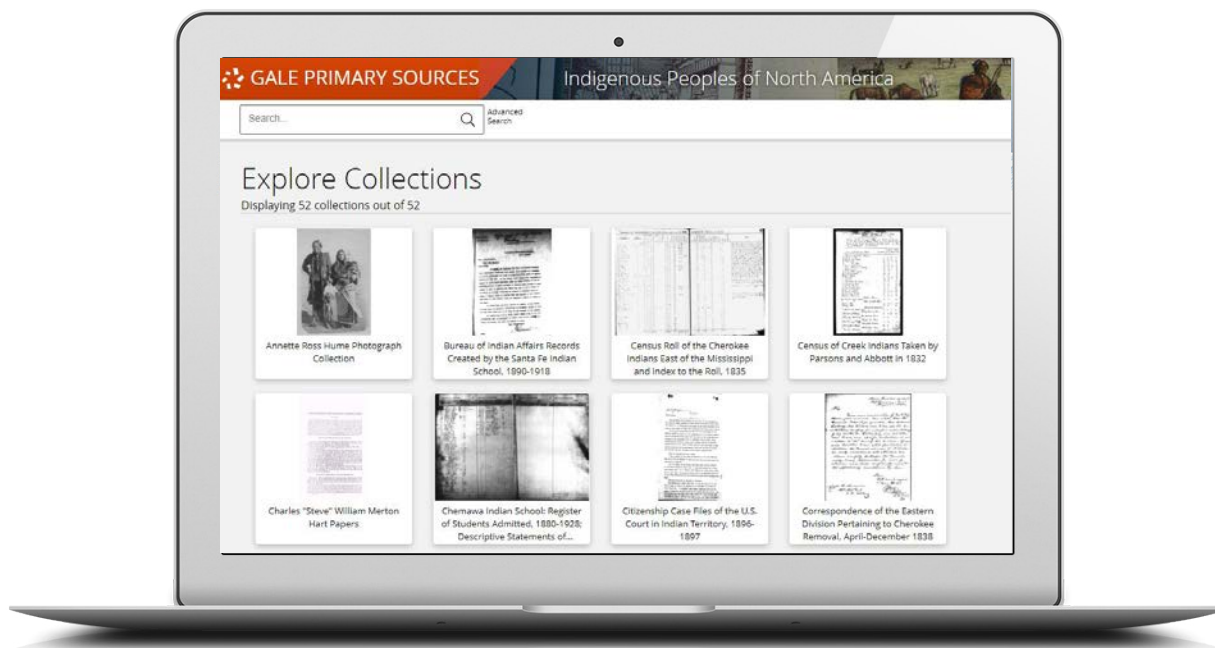 GALE PRIMARY SOURCES
Indigenous Peoples of North America
Search...
Advanced
Search
Explore Collections
Displaying 52 collections out of 52
Annette Ross Hume Photograph
Collection
Bureau of Indian Affairs Records
Created by the Santa Fe Indian
School, 1890-1918
Census Roll of the Cherokee
Indians East of the Mississippi
and Index to the Roll, 1835
Census of Creek Indians Taken by
Parsons and Abbott in 1832
Charles "Steve" William Merton
Hart Papers
Chemawa Indian School: Register
of Students Admitted, 1880-1928;
Descriptive Statements of...
Citizenship Case Files of the U.S.
Court in Indian Territory, 1896-
1897
Correspondence of the Eastern
Division Pertaining to Cherokee
Removal, April-December 1838